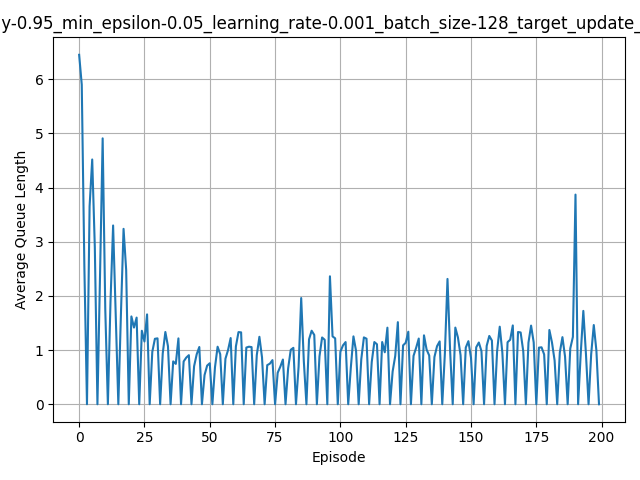 y-0.95_min_epsilon-0.05_learning_rate-0.001_batch_size-128_target_update_
6
5
4
3
2
1
0
Average Queue Length
0 25 50 75 100 125 150 175 200
Episode